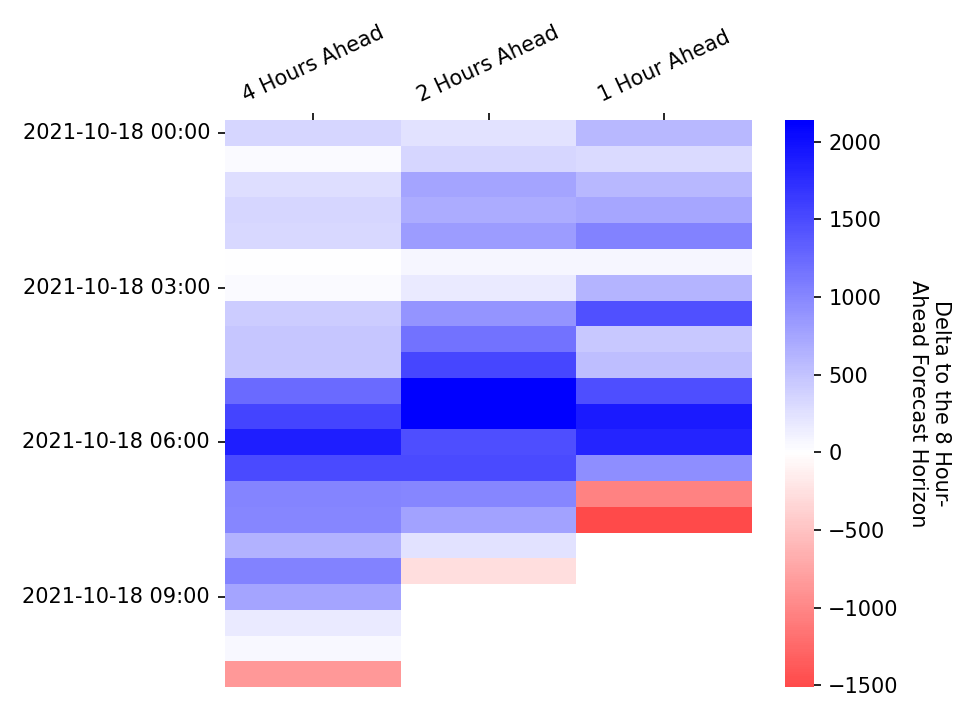 4 Hours Ahead
2 Hours Ahead
1 Hour Ahead
2021-10-18 00:00
2021-10-18 03:00
2021-10-18 06:00
2021-10-18 09:00
2000
1500
1000
500
0
−500
−1000
−1500
Delta to the 8 Hour-
Ahead Forecast Horizon